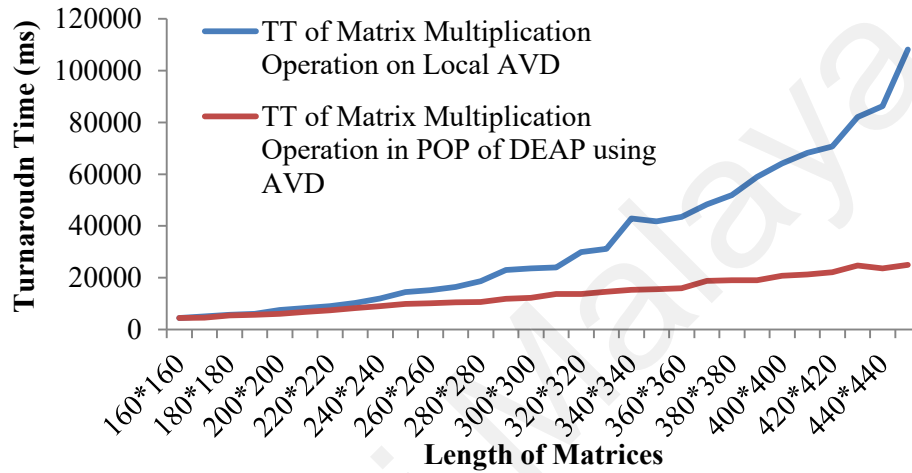 120000
100000
80000
60000
40000
20000
0
Turnaroudn Time (ms)
TT of Matrix Multiplication
Operation on Local AVD
TT of Matrix Multiplication
Operation in POP of DEAP using
AVD
160*160
180*180
200*200
220*220
240*240
260*260
280*280
300*300
320*320
340*340
360*360
380*380
400*400
420*420
440*440
Length of Matrices
Malaya